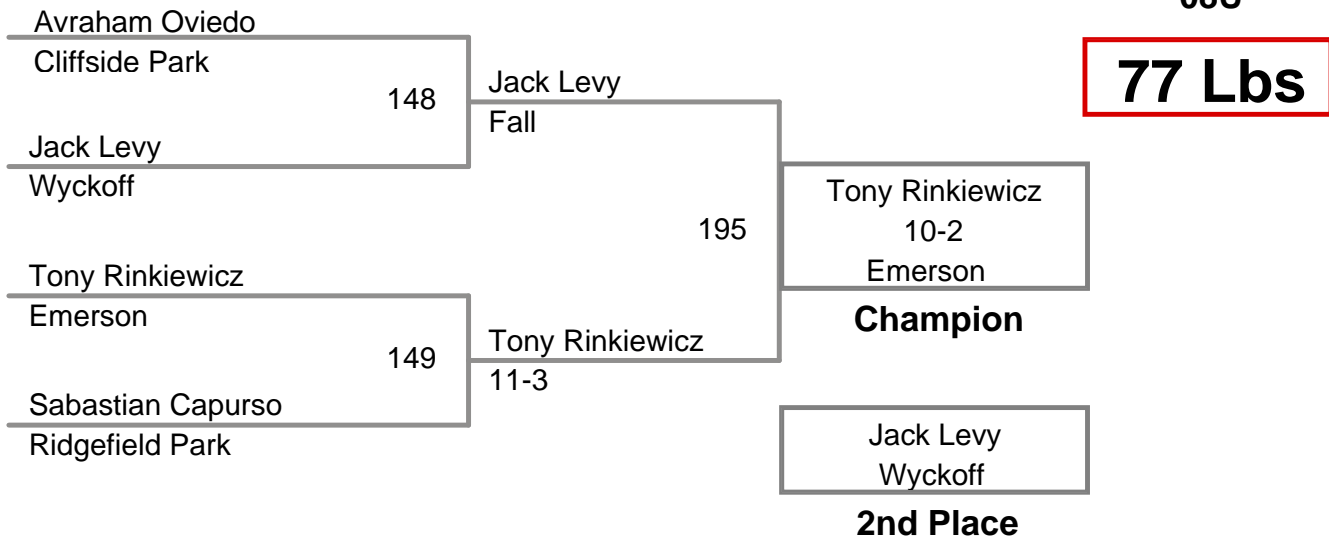 Avraham Oviedo
Cliffside Park
148
Jack Levy
Wyckoff
Jack Levy
Fall
Tony Rinkiewicz
Emerson
149
Sabastian Capurso
Ridgefield Park
Tony Rinkiewicz
11-3
195
Tony Rinkiewicz
10-2
Emerson
Champion
Jack Levy
Wyckoff
2nd Place
77 Lbs